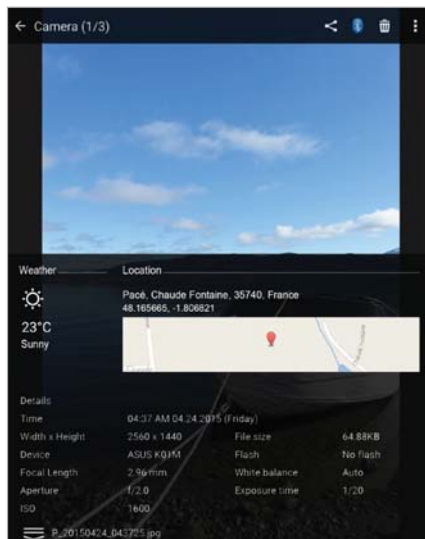 Camera (1/3)
Weather
Location
Pacé, Chaude Fontaine, 35740, France
48.165665, -1.806821
23°C
Sunny
Details
Time 04:37 AM 04.24.2015 (Friday)
Width x Height 2560 x 1440 File size 64.88KB
Device ASUS K01M Flash No flash
Focal Length 2.96 mm White balance Auto
Aperture f/2.0 Exposure time 1/20
ISO 1600
P_20150424_043725.jpg